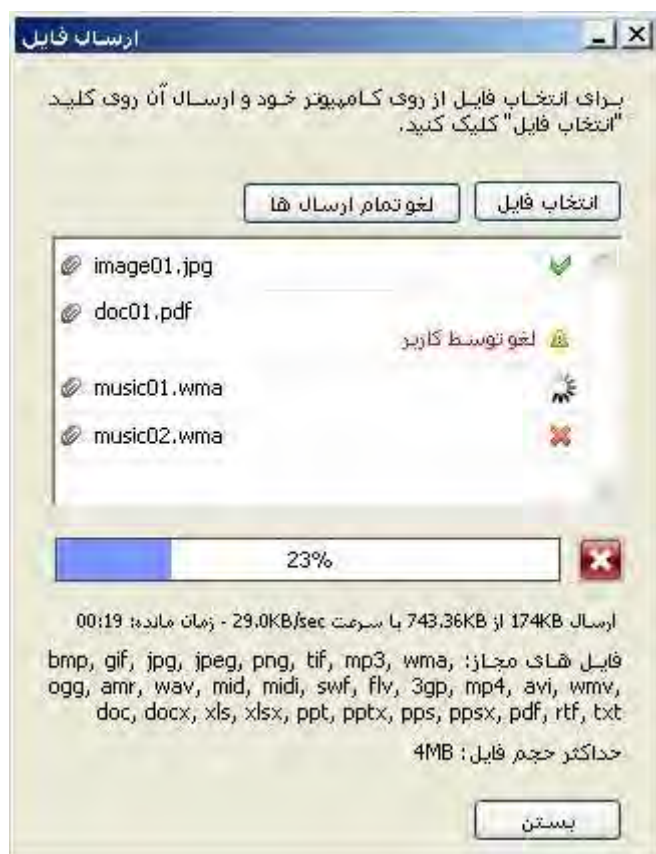 ارسال فایل
برای انتخاب فایل از روی کامپیوتر خود و ارسال آن روی کلید
"انتخاب فایل" کلیک کنید.
انتخاب فایل
لغو تمام ارسال ها
image01.jpg
doc01.pdf
لغو توسط کاربر
music01.wma
music02.wma
23%
ارسال 174KB از 743.36KB با سرعت 29.0KB/sec - زمان مانده: 00:19
فایل های مجاز: bmp, gif, jpg, jpeg, png, tif, mp3, wma,
ogg, amr, wav, mid, midi, swf, flv, 3gp, mp4, avi, wmv,
doc, docx, xls, xlsx, ppt, pptx, pps, ppsx, pdf, rtf, txt
حداکثر حجم فایل: 4MB
بستن